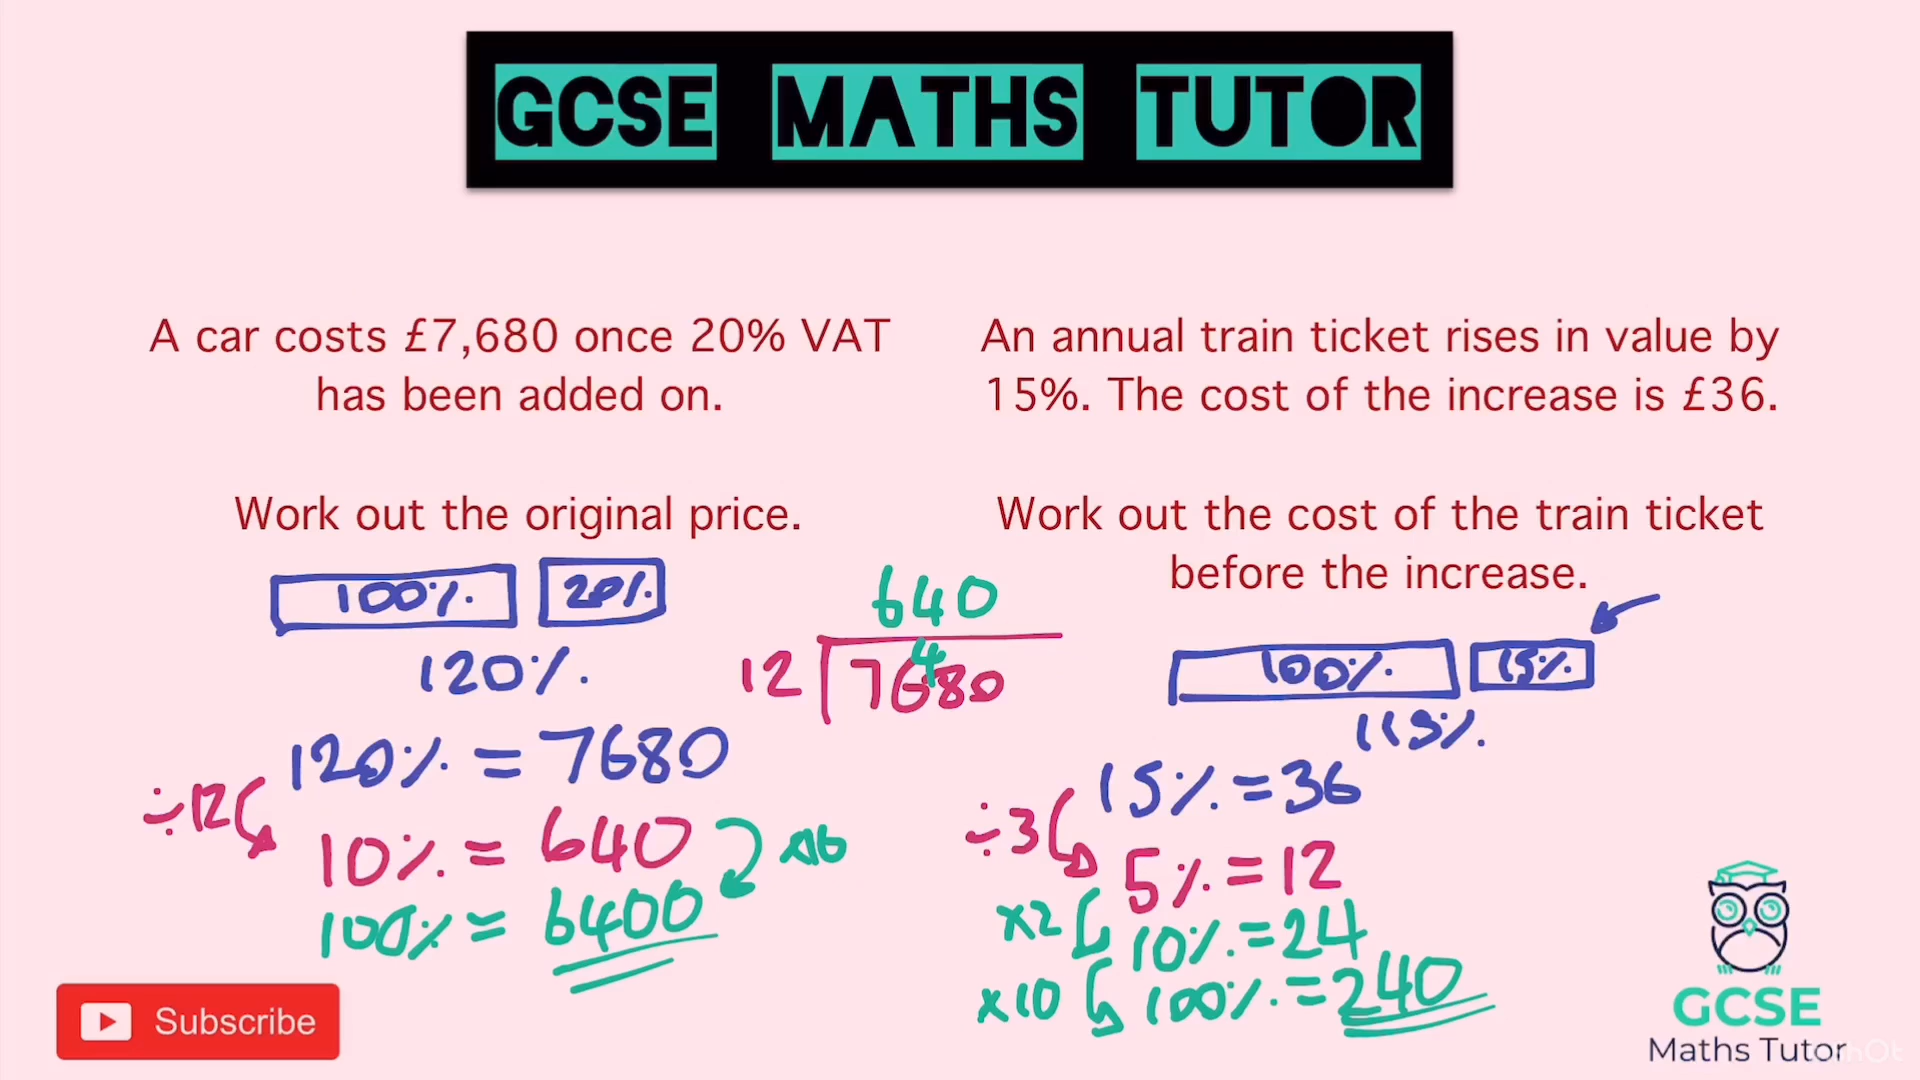 GCSE MATHS TUTOR
A car costs £7,680 once 20% VAT
has been added on.
Work out the original price.
100% 20%
120%
120% = 7680
÷12
10% = 640
×10
100% = 6400
640
4
12 7680
An annual train ticket rises in value by
15%. The cost of the increase is £36.
Work out the cost of the train ticket
before the increase.
100% 15%
115%
15% = 36
÷3
5% = 12
×2 10% = 24
×10 100% = 240
Subscribe
GCSE
Maths Tutor